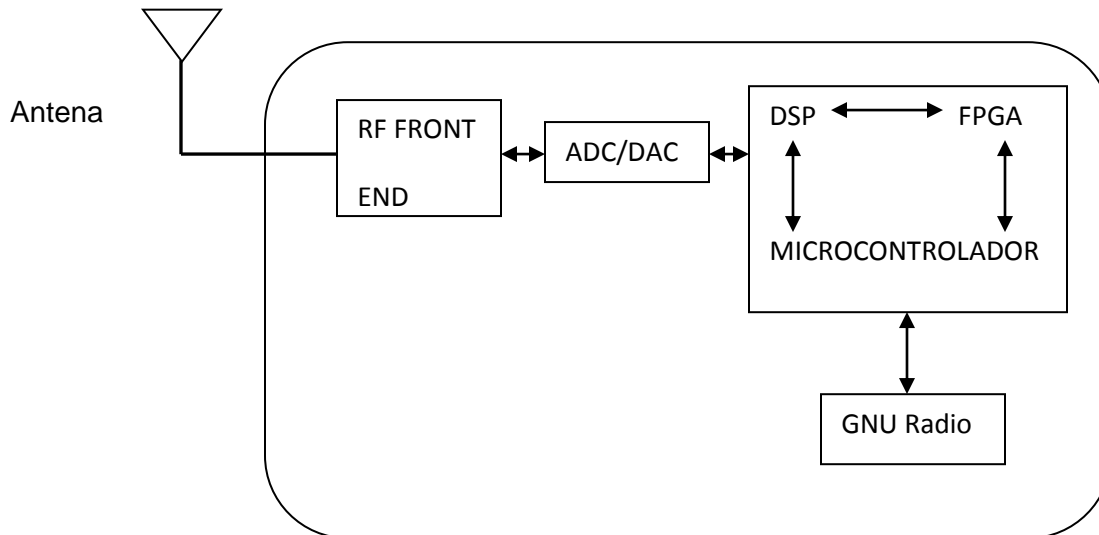 Antena
RF FRONT
END
ADC/DAC
DSP
FPGA
MICROCONTROLADOR
GNU Radio